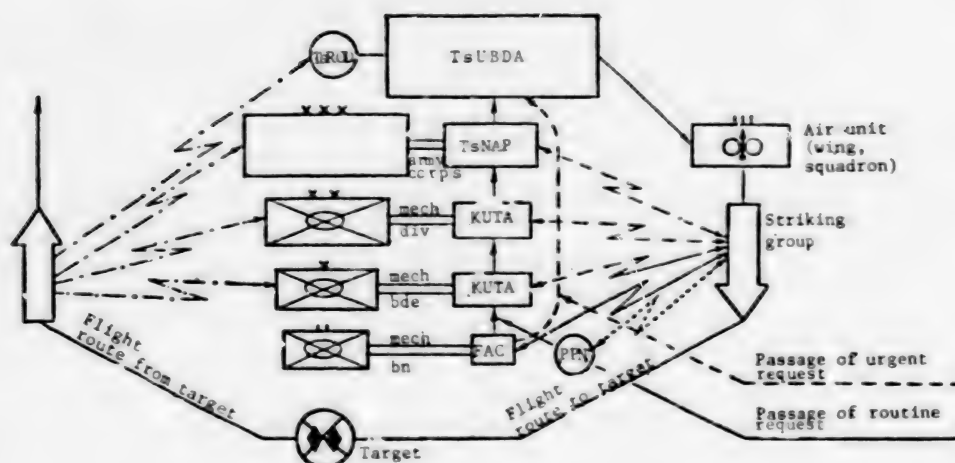 TsUBDA
Air unit
(wing,
squadron)
TsNAP
army
corps
Striking
group
mech
KUTA
div
mech
KUTA
bde
mech
FAC
bn
PPN
Flight
route from target
Flight
route to target
Passage of urgent
request
Passage of routine
request
Target